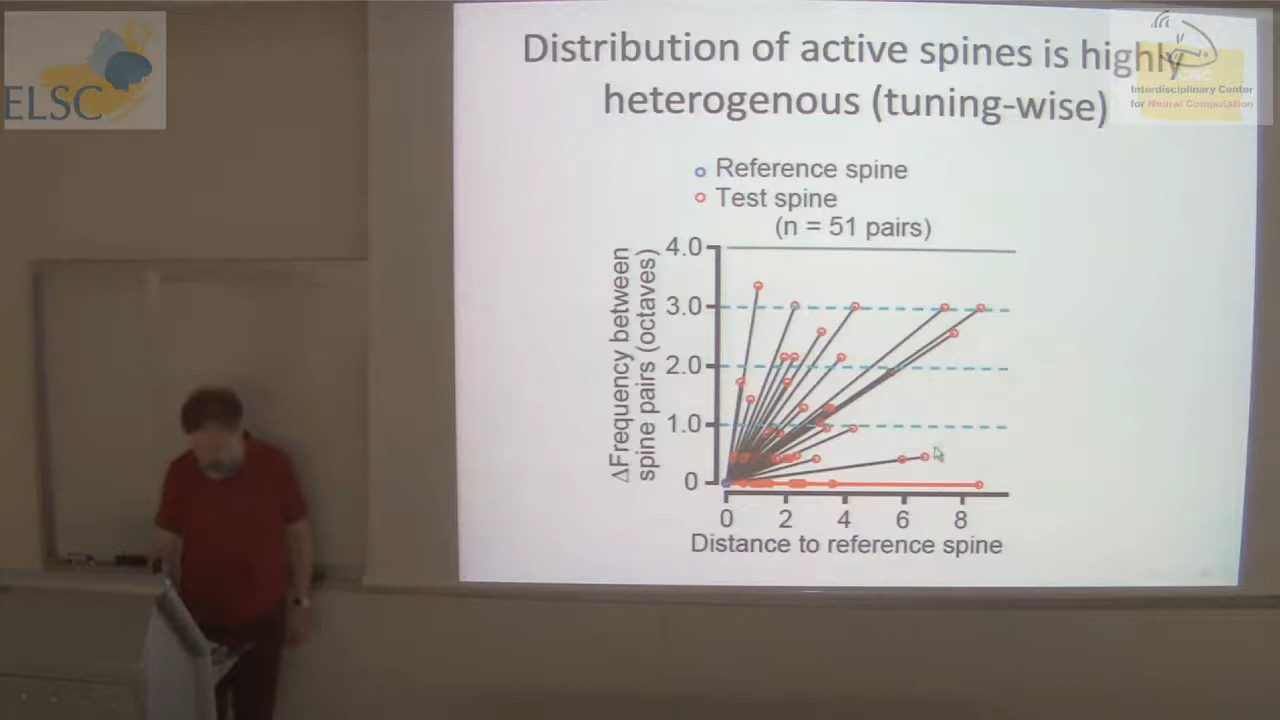 ELSC
Distribution of active spines is highly
heterogenous (tuning-wise)
Interdisciplinary Center
for Neural Computation
Reference spine
Test spine
(n = 51 pairs)
ΔFrequency between
spine pairs (octaves)
4.0
3.0
2.0
1.0
0
0 2 4 6 8
Distance to reference spine